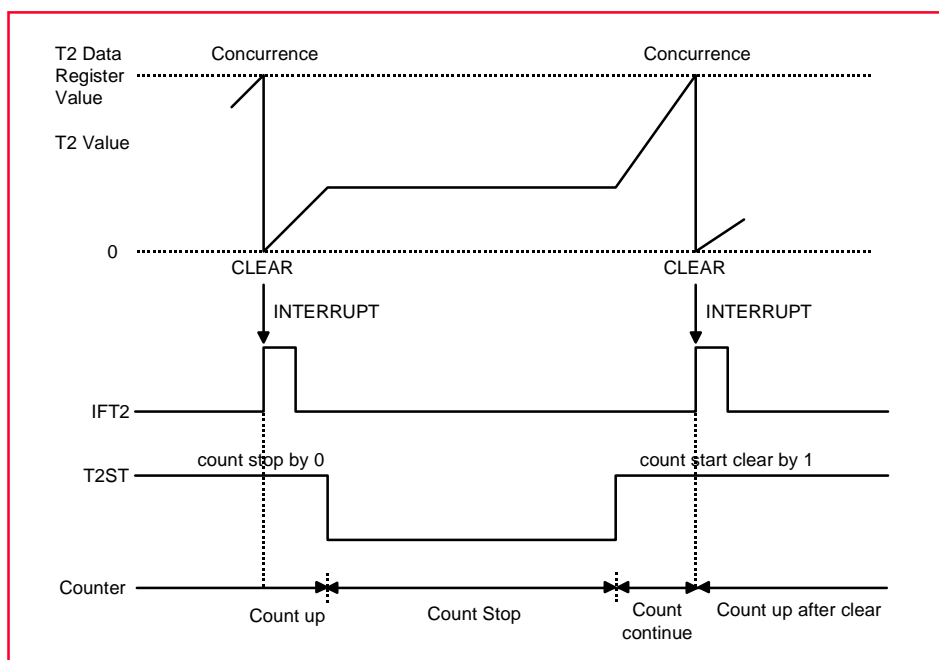 T2 Data
Register
Value
Concurrence
Concurrence
T2 Value
0
CLEAR
CLEAR
INTERRUPT
INTERRUPT
IFT2
count stop by 0
count start clear by 1
T2ST
Counter
Count up
Count Stop
Count
continue
Count up after clear